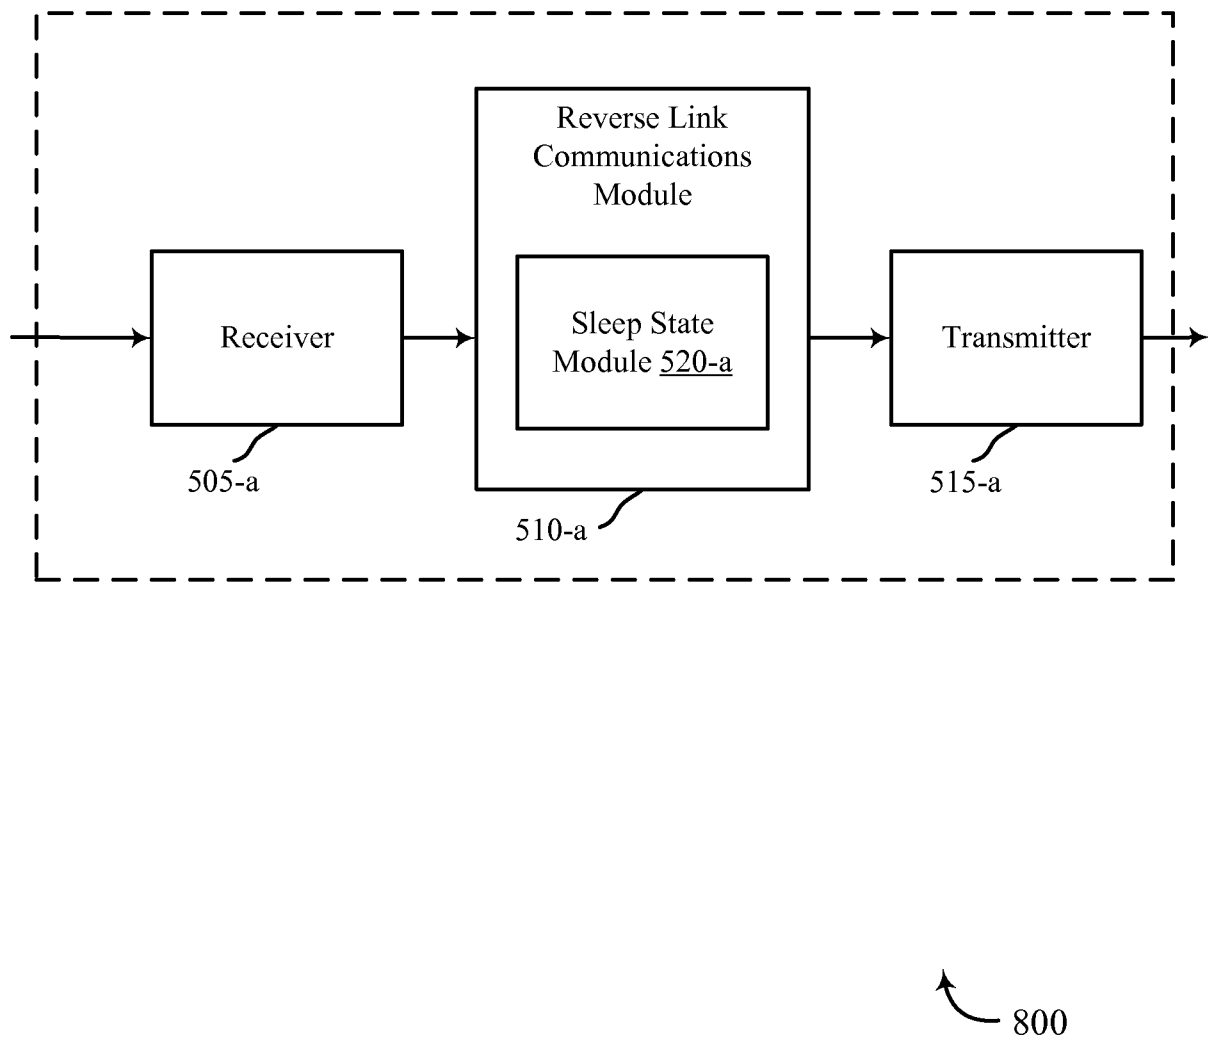 Reverse Link
Communications
Module
Receiver
Sleep State
Module 520-a
Transmitter
505-a
510-a
515-a
800